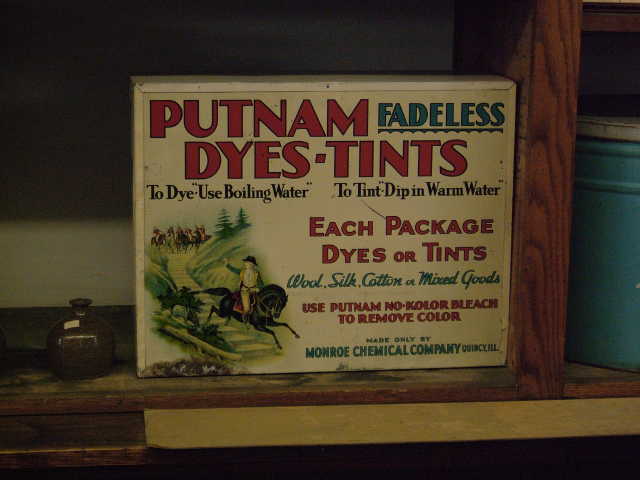 PUTNAM FADELESS
DYES-TINTS
To Dye "Use Boiling Water" To Tint "Dip in Warm Water"
EACH PACKAGE
DYES OR TINTS
Wool, Silk, Cotton or Mixed Goods
USE PUTNAM NO-KOLOR BLEACH
TO REMOVE COLOR
MADE ONLY BY
MONROE CHEMICAL COMPANY QUINCY, ILL.